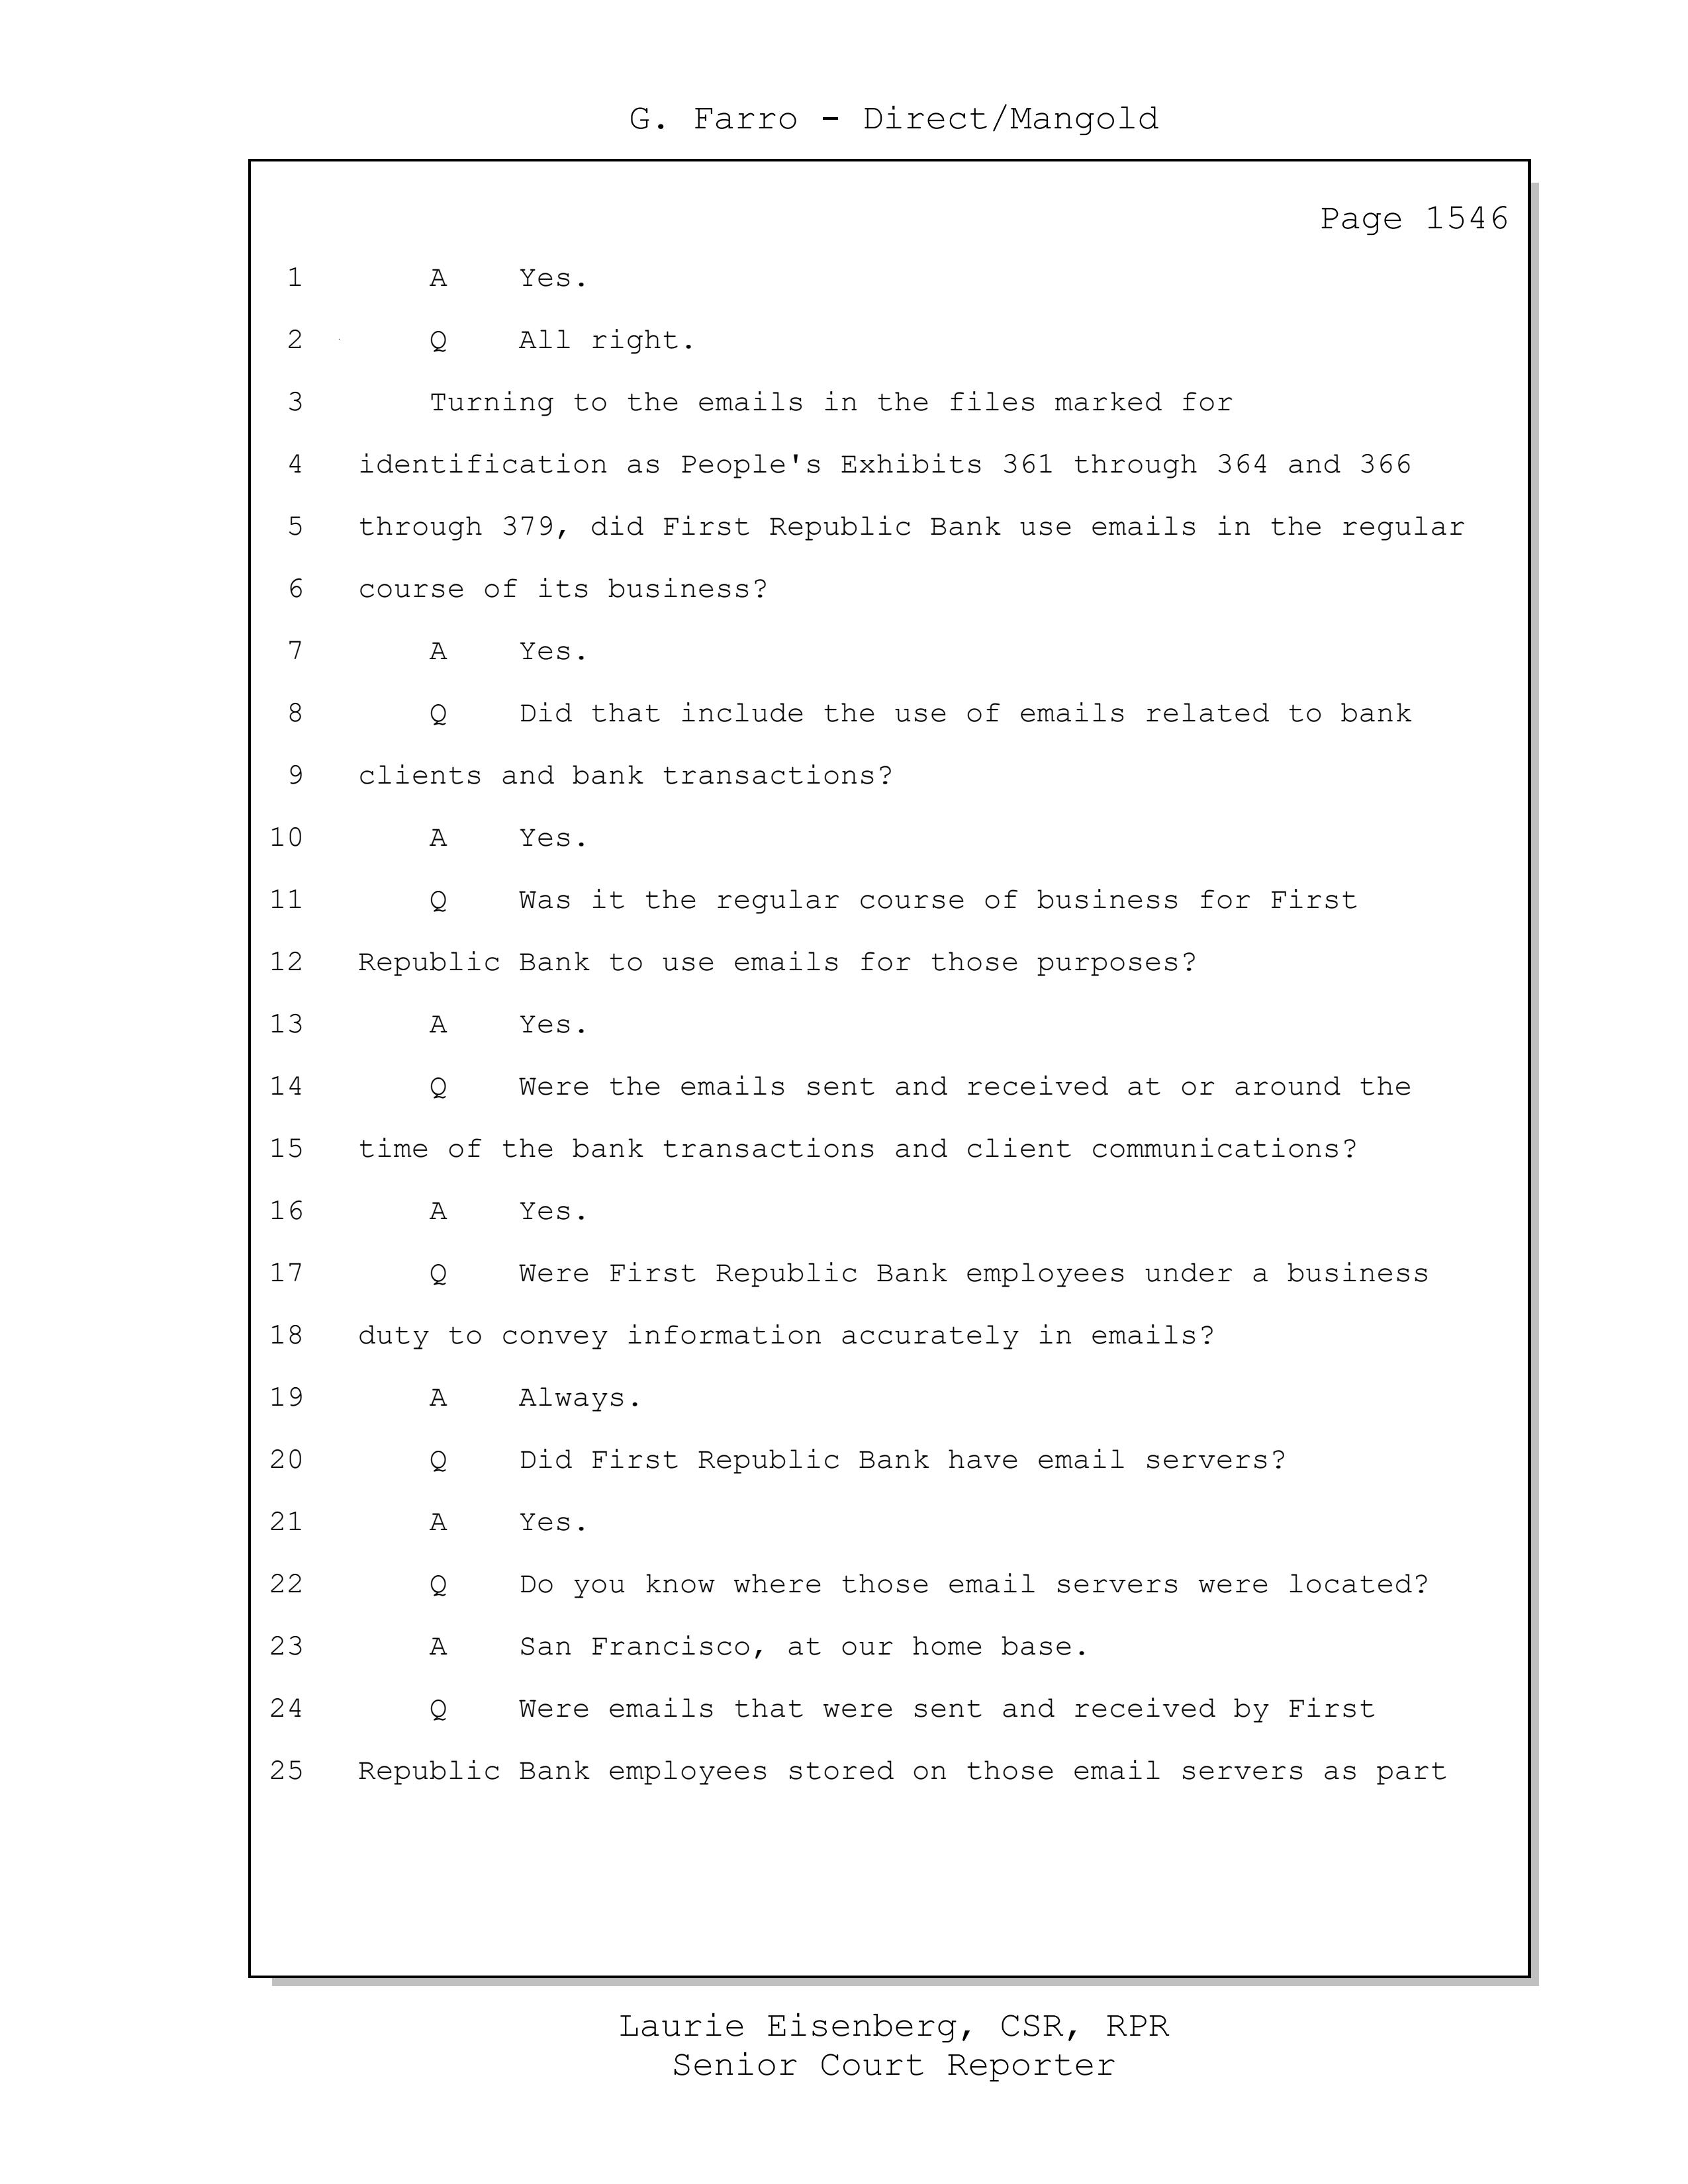 G. Farro - Direct/Mangold
Page 1546
1 A Yes.
2 Q All right.
3 Turning to the emails in the files marked for
4 identification as People's Exhibits 361 through 364 and 366
5 through 379, did First Republic Bank use emails in the regular
6 course of its business?
7 A Yes.
8 Q Did that include the use of emails related to bank
9 clients and bank transactions?
10 A Yes.
11 Q Was it the regular course of business for First
12 Republic Bank to use emails for those purposes?
13 A Yes.
14 Q Were the emails sent and received at or around the
15 time of the bank transactions and client communications?
16 A Yes.
17 Q Were First Republic Bank employees under a business
18 duty to convey information accurately in emails?
19 A Always.
20 Q Did First Republic Bank have email servers?
21 A Yes.
22 Q Do you know where those email servers were located?
23 A San Francisco, at our home base.
24 Q Were emails that were sent and received by First
25 Republic Bank employees stored on those email servers as part
Laurie Eisenberg, CSR, RPR
Senior Court Reporter